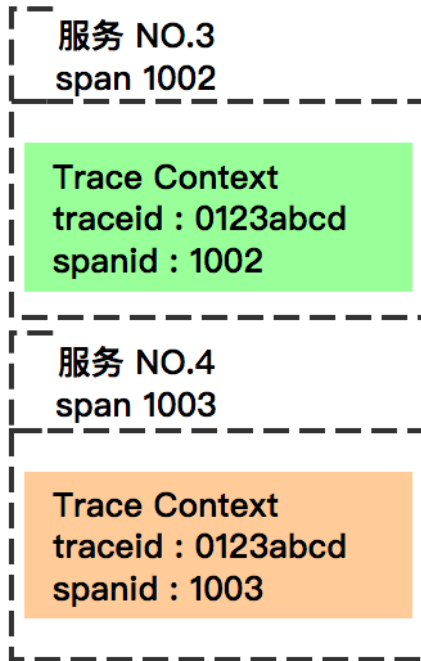 服务 NO.3
span 1002
Trace Context
traceid : 0123abcd
spanid : 1002
服务 NO.4
span 1003
Trace Context
traceid : 0123abcd
spanid : 1003